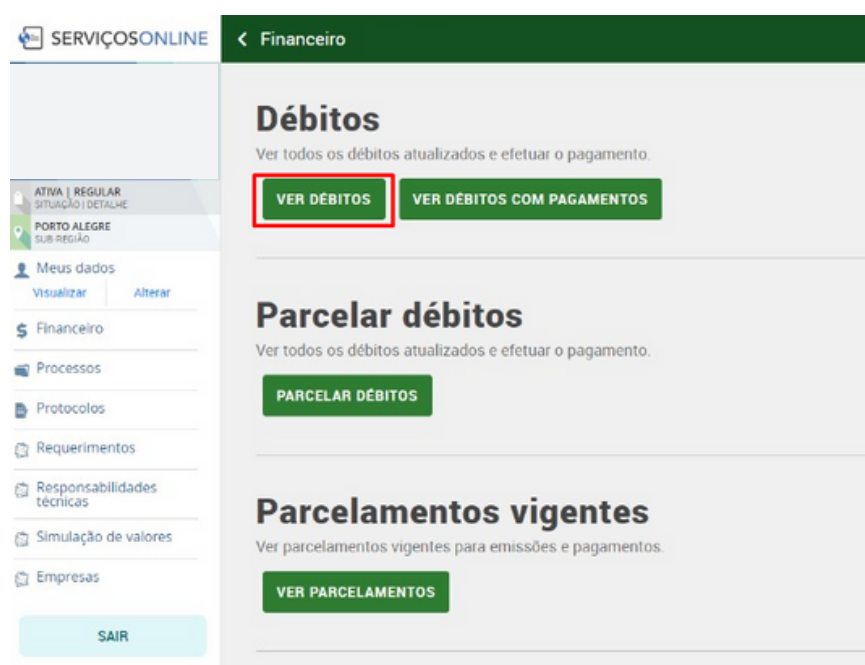 SERVIÇOSONLINE
Financeiro
ATIVA | REGULAR
SITUAÇÃO | DETALHE
PORTO ALEGRE
SUB-REGIÃO
Meus dados
Visualizar Alterar
Financeiro
Processos
Protocolos
Requerimentos
Responsabilidades
técnicas
Simulação de valores
Empresas
SAIR
Débitos
Ver todos os débitos atualizados e efetuar o pagamento.
VER DÉBITOS VER DÉBITOS COM PAGAMENTOS
Parcelar débitos
Ver todos os débitos atualizados e efetuar o pagamento.
PARCELAR DÉBITOS
Parcelamentos vigentes
Ver parcelamentos vigentes para emissões e pagamentos.
VER PARCELAMENTOS